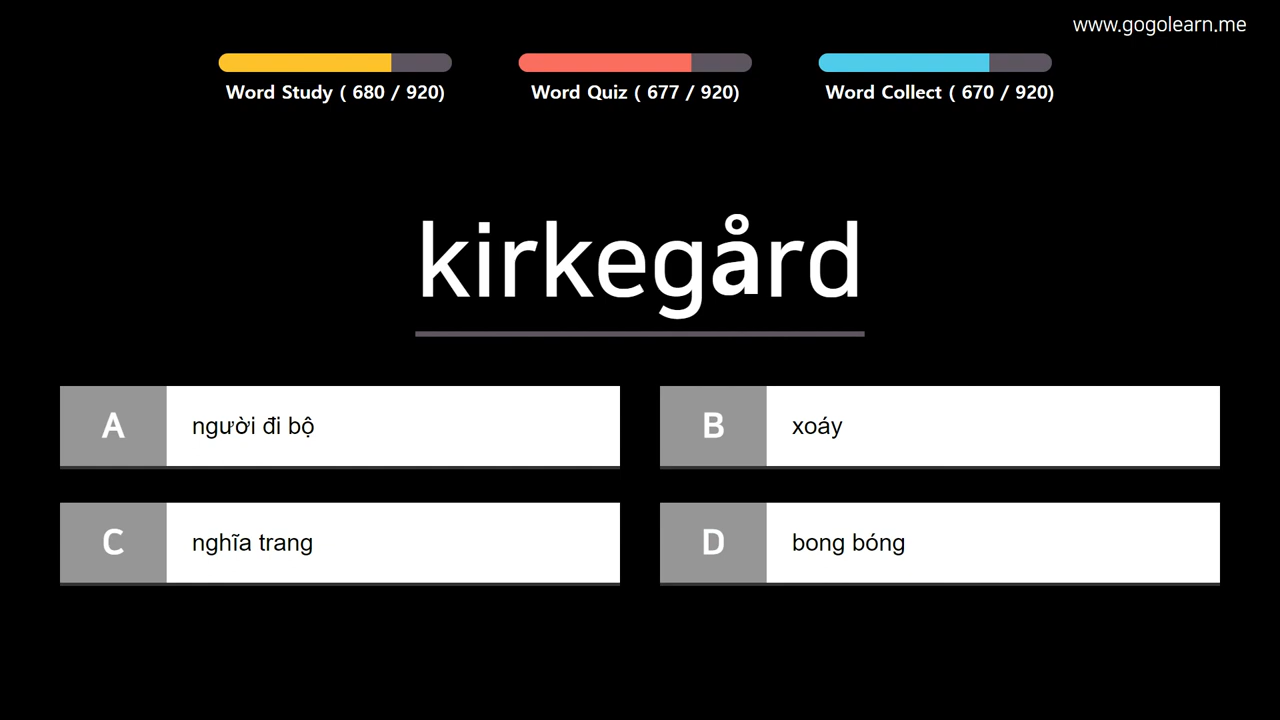 www.gogolearn.me
Word Study ( 680 / 920)
Word Quiz ( 677 / 920)
Word Collect ( 670 / 920)
kirkegård
A người đi bộ
B xoáy
C nghĩa trang
D bong bóng